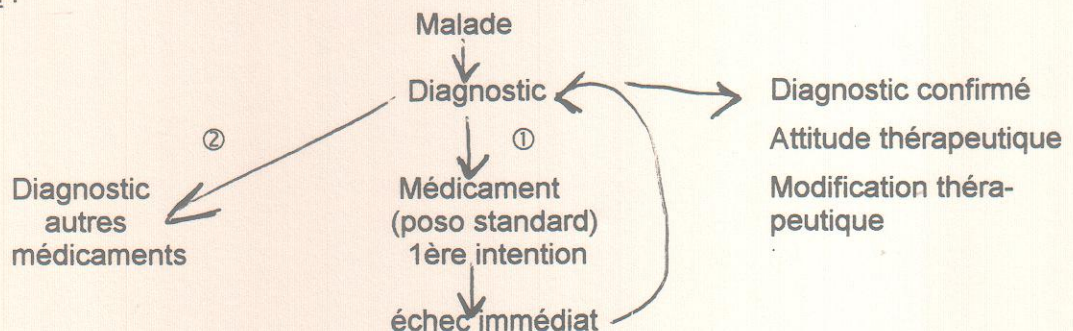 Malade
Diagnostic
②
①
Diagnostic
autres
médicaments
Médicament
(poso standard)
1ère intention
échec immédiat
Diagnostic confirmé
Attitude thérapeutique
Modification théra-
peutique